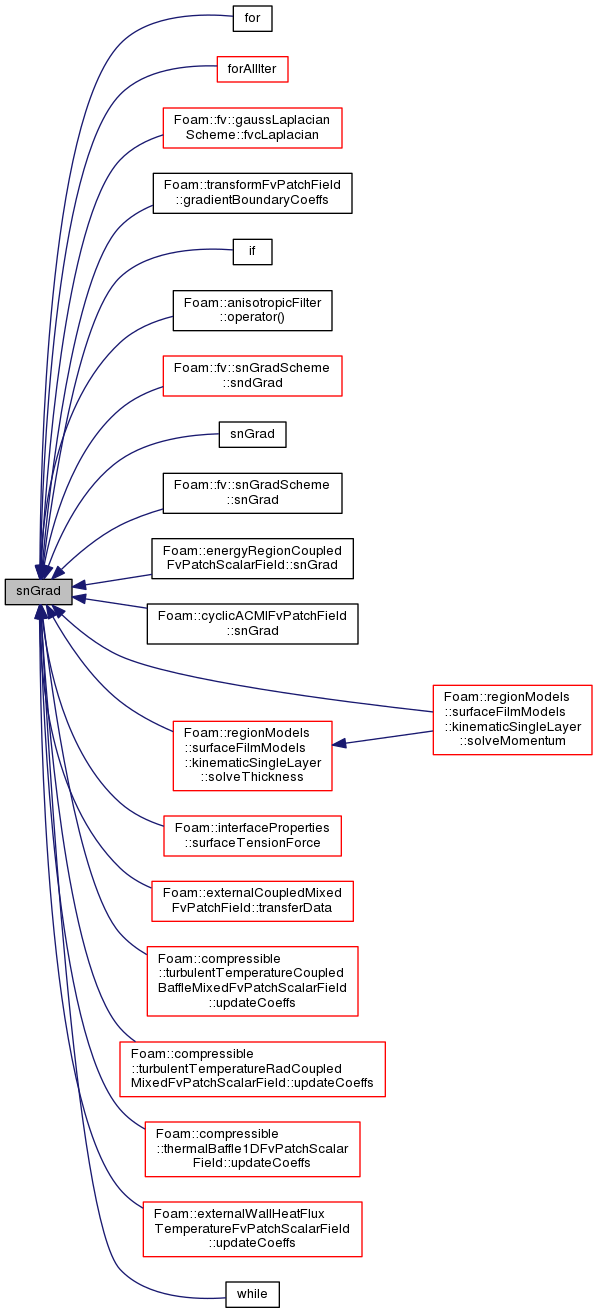 for
forAllIter
Foam::fv::gaussLaplacian
Scheme::fvcLaplacian
Foam::transformFvPatchField
::gradientBoundaryCoeffs
if
Foam::anisotropicFilter
::operator()
Foam::fv::snGradScheme
::sndGrad
snGrad
Foam::fv::snGradScheme
::snGrad
Foam::energyRegionCoupled
FvPatchScalarField::snGrad
snGrad
Foam::cyclicACMIFvPatchField
::snGrad
Foam::regionModels
::surfaceFilmModels
::kinematicSingleLayer
::solveMomentum
Foam::regionModels
::surfaceFilmModels
::kinematicSingleLayer
::solveThickness
Foam::interfaceProperties
::surfaceTensionForce
Foam::externalCoupledMixed
FvPatchField::transferData
Foam::compressible
::turbulentTemperatureCoupled
BaffleMixedFvPatchScalarField
::updateCoeffs
Foam::compressible
::turbulentTemperatureRadCoupled
MixedFvPatchScalarField::updateCoeffs
Foam::compressible
::thermalBaffle1DFvPatchScalar
Field::updateCoeffs
Foam::externalWallHeatFlux
TemperatureFvPatchScalarField
::updateCoeffs
while